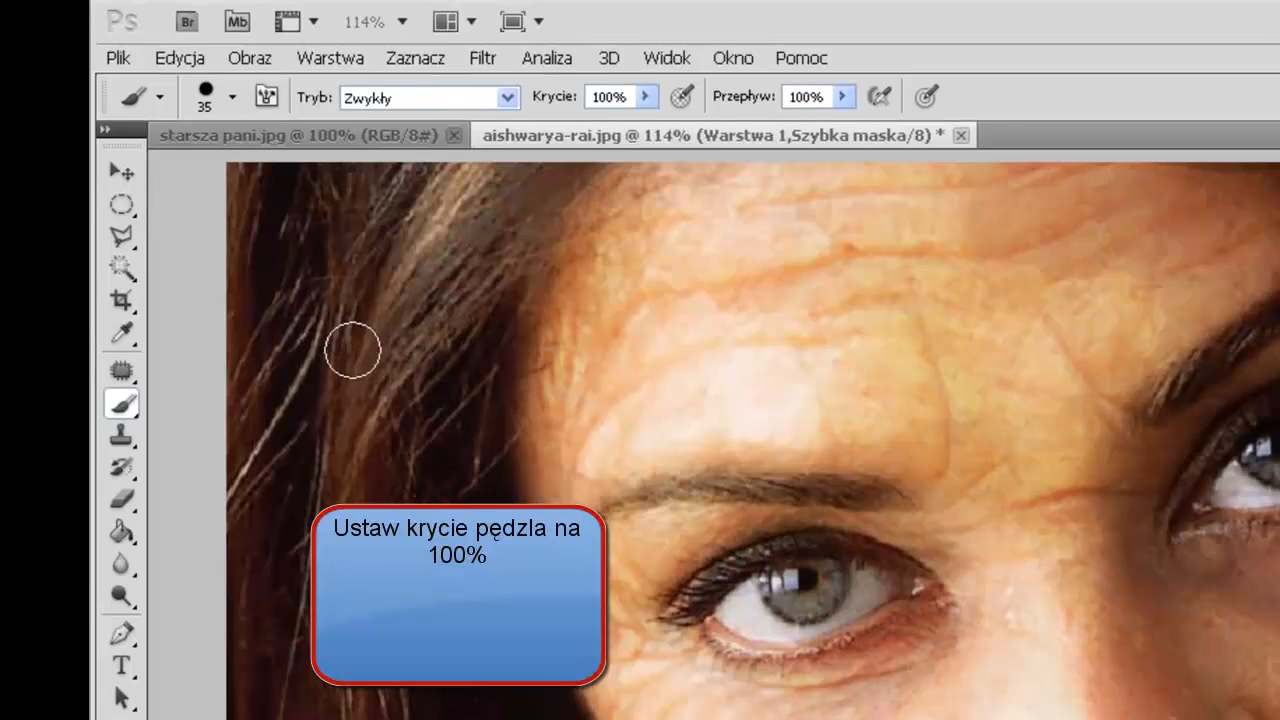 Ps Br Mb 114%
Plik Edycja Obraz Warstwa Zaznacz Filtr Analiza 3D Widok Okno Pomoc
35 Tryb: Zwykły Krycie: 100% Przepływ: 100%
starsza pani.jpg @ 100% (RGB/8#) aishwarya-rai.jpg @ 114% (Warstwa 1,Szybka maska/8) *
Ustaw krycie pędzla na
100%
T